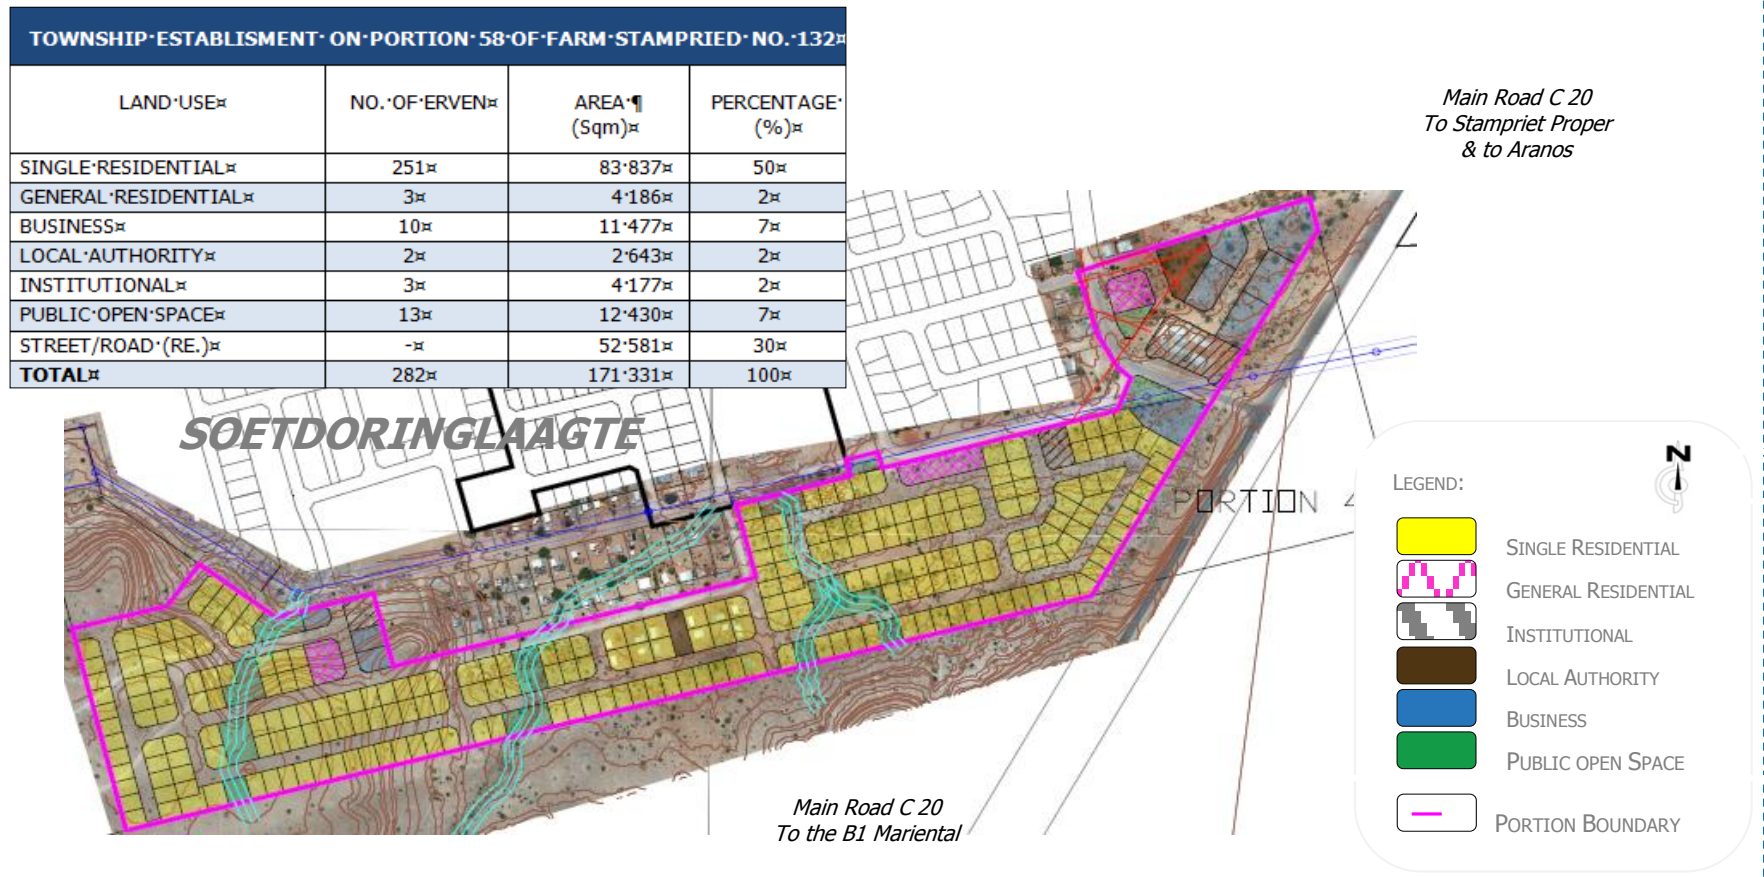 TOWNSHIP·ESTABLISMENT· ON·PORTION·58·OF·FARM·STAMPRIED·NO.·132¤
LAND·USE¤ NO.·OF·ERVEN¤ AREA·¶ PERCENTAGE·
(Sqm)¤ (%)¤
SINGLE·RESIDENTIAL¤ 251¤ 83·837¤ 50¤
GENERAL·RESIDENTIAL¤ 3¤ 4·186¤ 2¤
BUSINESS¤ 10¤ 11·477¤ 7¤
LOCAL·AUTHORITY¤ 2¤ 2·643¤ 2¤
INSTITUTIONAL¤ 3¤ 4·177¤ 2¤
PUBLIC·OPEN·SPACE¤ 13¤ 12·430¤ 7¤
STREET/ROAD·(RE.)¤ -¤ 52·581¤ 30¤
TOTAL¤ 282¤ 171·331¤ 100¤
Main Road C 20
To Stampriet Proper
& to Aranos
SOETDORINGLAAGTE
PORTION 4
Main Road C 20
To the B1 Mariental
N
LEGEND:
SINGLE RESIDENTIAL
GENERAL RESIDENTIAL
INSTITUTIONAL
LOCAL AUTHORITY
BUSINESS
PUBLIC OPEN SPACE
PORTION BOUNDARY